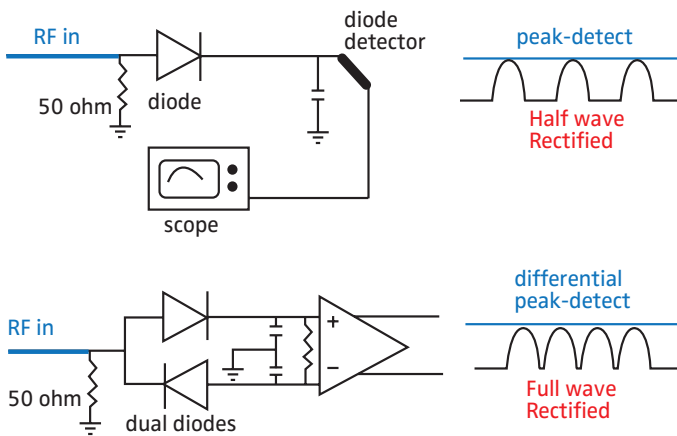 diode
detector
RF in
50 ohm
diode
scope
peak-detect
Half wave
Rectified
RF in
50 ohm
dual diodes
+
−
differential
peak-detect
Full wave
Rectified